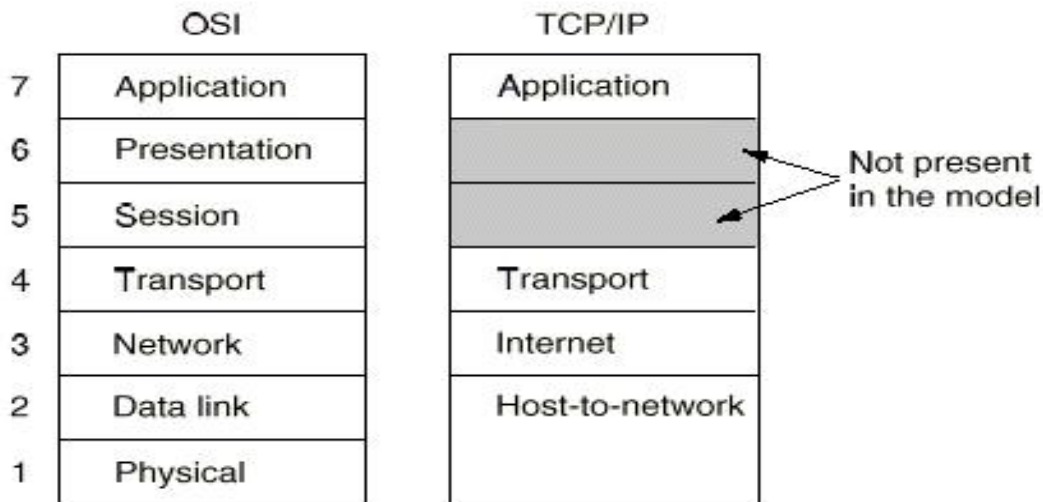 OSI TCP/IP
7 Application Application
6 Presentation
Not present
in the model
5 Session
4 Transport Transport
3 Network Internet
2 Data link Host-to-network
1 Physical